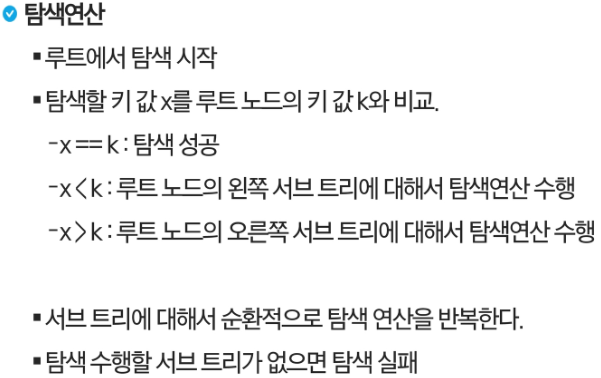 탐색연산
▪ 루트에서 탐색 시작
▪ 탐색할 키 값 x를 루트 노드의 키 값 k와 비교.
-x == k : 탐색 성공
-x < k : 루트 노드의 왼쪽 서브 트리에 대해서 탐색연산 수행
-x > k : 루트 노드의 오른쪽 서브 트리에 대해서 탐색연산 수행
▪ 서브 트리에 대해서 순환적으로 탐색 연산을 반복한다.
▪ 탐색 수행할 서브 트리가 없으면 탐색 실패